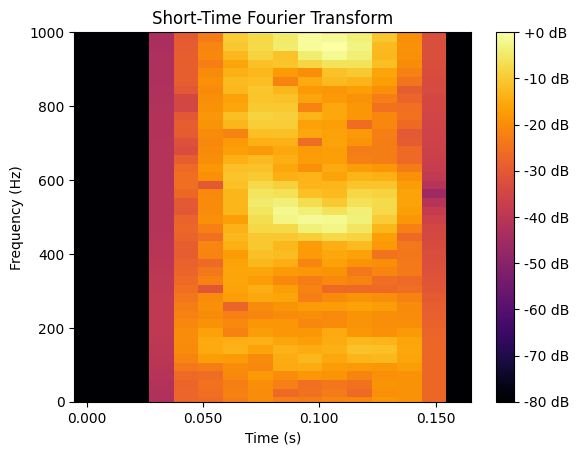 Short-Time Fourier Transform
1000
800
600
400
200
0
Frequency (Hz)
0.000
0.050
0.100
0.150
Time (s)
+0 dB
-10 dB
-20 dB
-30 dB
-40 dB
-50 dB
-60 dB
-70 dB
-80 dB